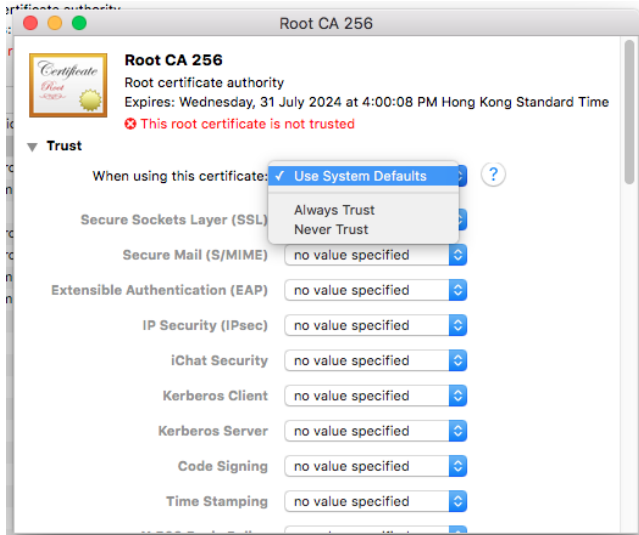 Root CA 256
Certificate
Root
Root CA 256
Root certificate authority
Expires: Wednesday, 31 July 2024 at 4:00:08 PM Hong Kong Standard Time
This root certificate is not trusted
Trust
When using this certificate: ✓ Use System Defaults ?
Always Trust
Never Trust
Secure Sockets Layer (SSL)
Secure Mail (S/MIME) no value specified
Extensible Authentication (EAP) no value specified
IP Security (IPsec) no value specified
iChat Security no value specified
Kerberos Client no value specified
Kerberos Server no value specified
Code Signing no value specified
Time Stamping no value specified